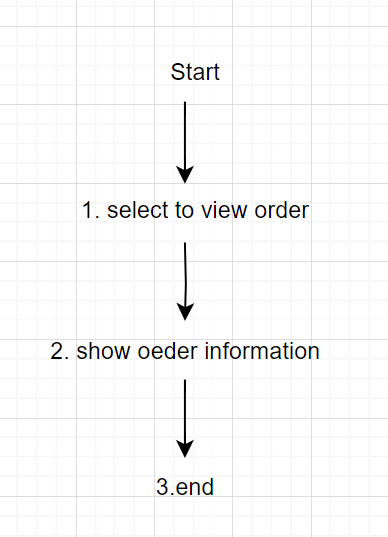 Start
1. select to view order
2. show oeder information
3.end